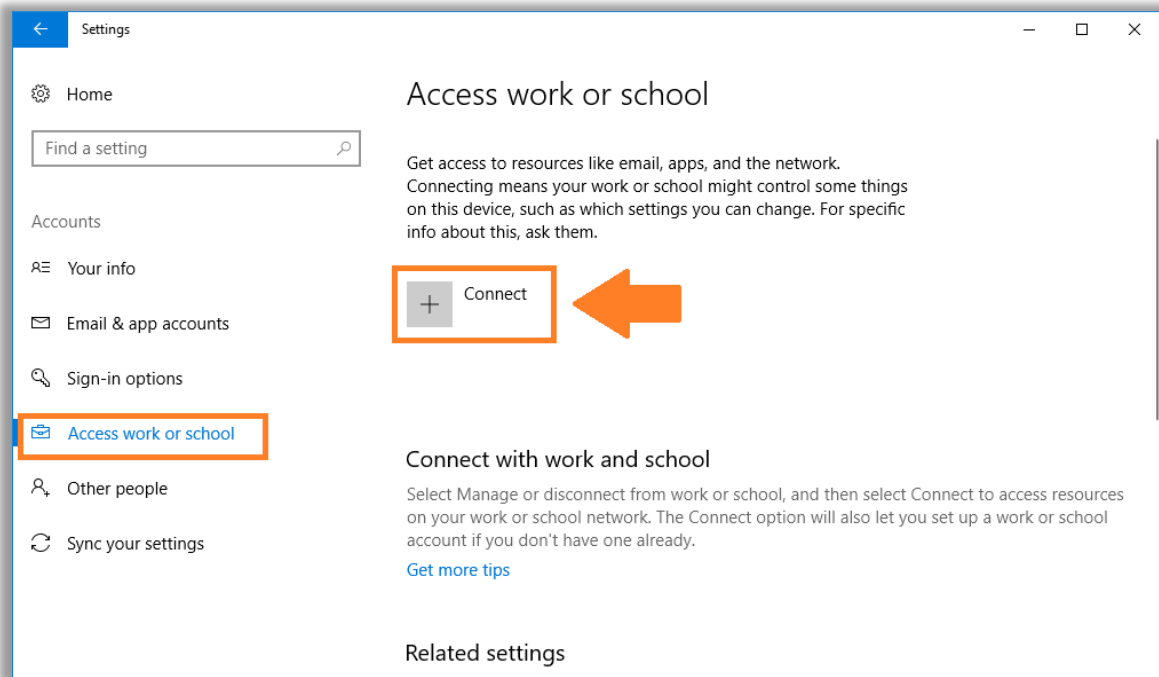 Settings
Home
Find a setting
Accounts
Your info
Email & app accounts
Sign-in options
Access work or school
Other people
Sync your settings
Access work or school
Get access to resources like email, apps, and the network.
Connecting means your work or school might control some things
on this device, such as which settings you can change. For specific
info about this, ask them.
Connect
Connect with work and school
Select Manage or disconnect from work or school, and then select Connect to access resources
on your work or school network. The Connect option will also let you set up a work or school
account if you don't have one already.
Get more tips
Related settings